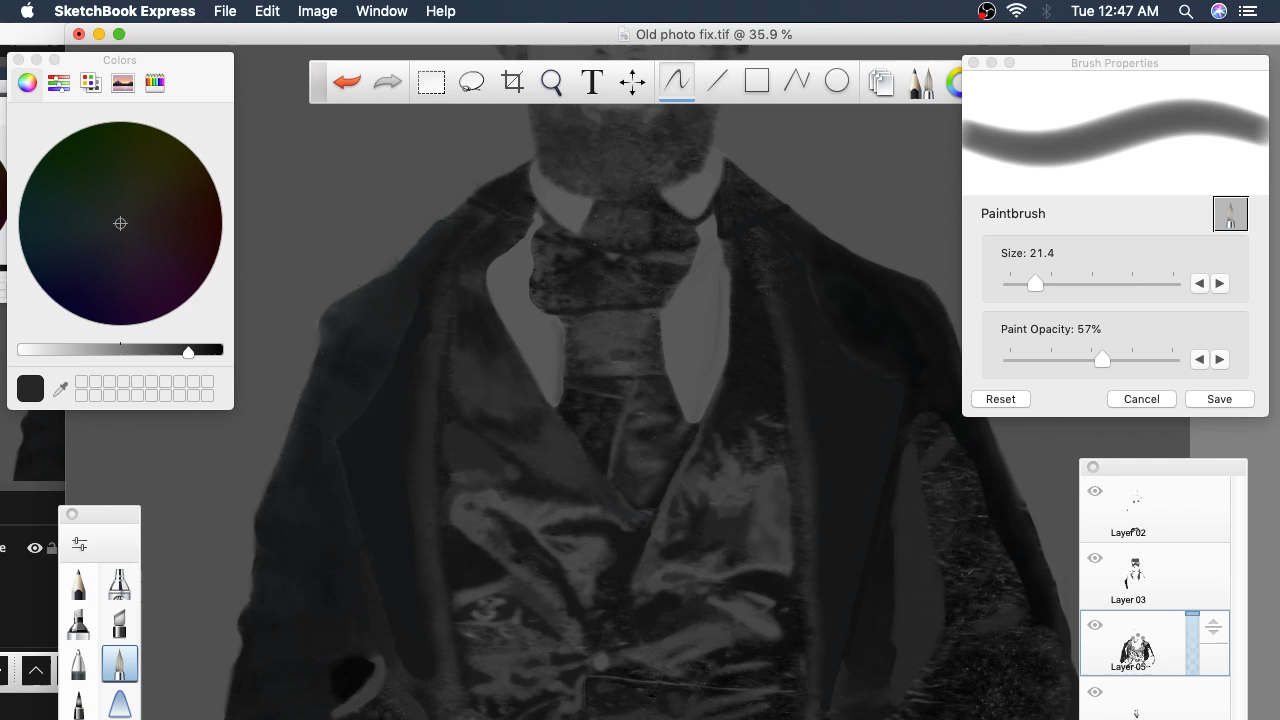 SketchBook Express File Edit Image Window Help Tue 12:47 AM
Old photo fix.tif @ 35.9 %
Colors
Brush Properties
T
Paintbrush
Size: 21.4
Paint Opacity: 57%
Reset Cancel Save
Layer 02
Layer 03
Layer 05
e